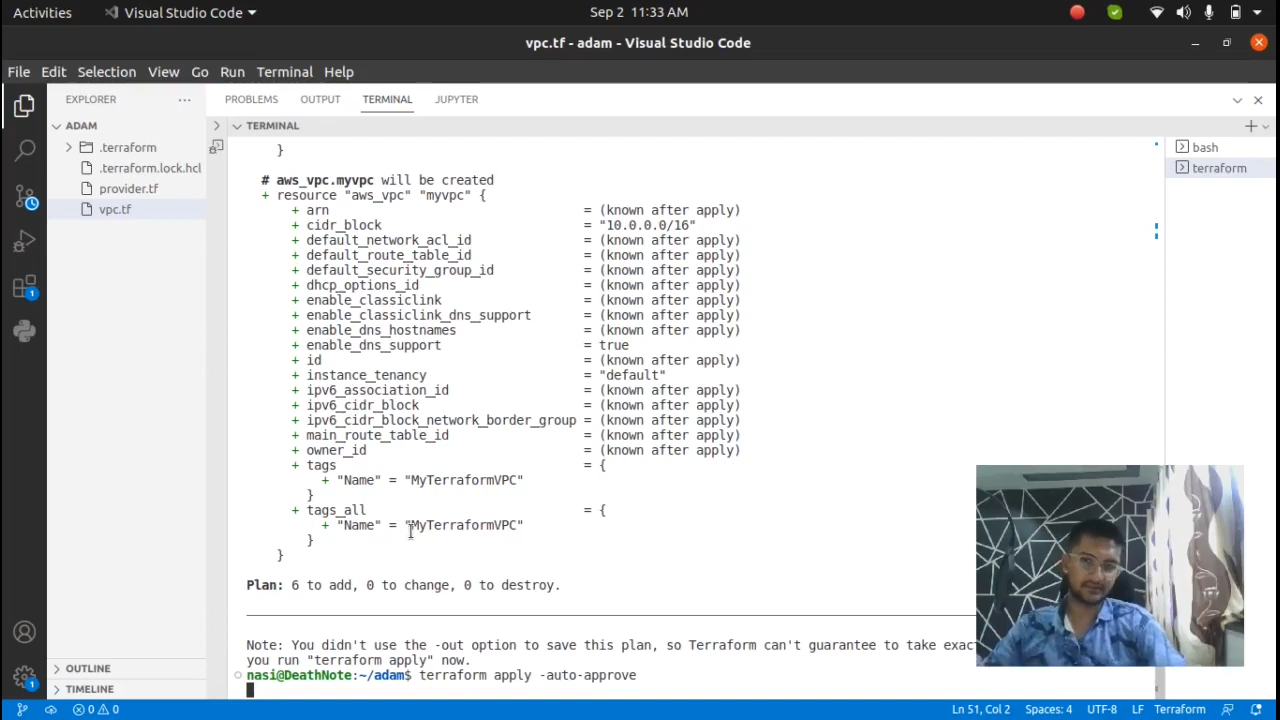 Activities Visual Studio Code Sep 2 11:33 AM
vpc.tf - adam - Visual Studio Code
File Edit Selection View Go Run Terminal Help
EXPLORER ···
ADAM
.terraform
.terraform.lock.hcl
provider.tf
vpc.tf
OUTLINE
TIMELINE
PROBLEMS OUTPUT TERMINAL JUPYTER
TERMINAL
bash
terraform
}
# aws_vpc.myvpc will be created
+ resource "aws_vpc" "myvpc" {
+ arn = (known after apply)
+ cidr_block = "10.0.0.0/16"
+ default_network_acl_id = (known after apply)
+ default_route_table_id = (known after apply)
+ default_security_group_id = (known after apply)
+ dhcp_options_id = (known after apply)
+ enable_classiclink = (known after apply)
+ enable_classiclink_dns_support = (known after apply)
+ enable_dns_hostnames = (known after apply)
+ enable_dns_support = true
+ id = (known after apply)
+ instance_tenancy = "default"
+ ipv6_association_id = (known after apply)
+ ipv6_cidr_block = (known after apply)
+ ipv6_cidr_block_network_border_group = (known after apply)
+ main_route_table_id = (known after apply)
+ owner_id = (known after apply)
+ tags = {
+ "Name" = "MyTerraformVPC"
}
+ tags_all = {
+ "Name" = "MyTerraformVPC"
}
}
Plan: 6 to add, 0 to change, 0 to destroy.
Note: You didn't use the -out option to save this plan, so Terraform can't guarantee to take exac
you run "terraform apply" now.
nasi@DeathNote:~/adam$ terraform apply -auto-approve
1
1
0 0 Ln 51, Col 2 Spaces: 4 UTF-8 LF Terraform